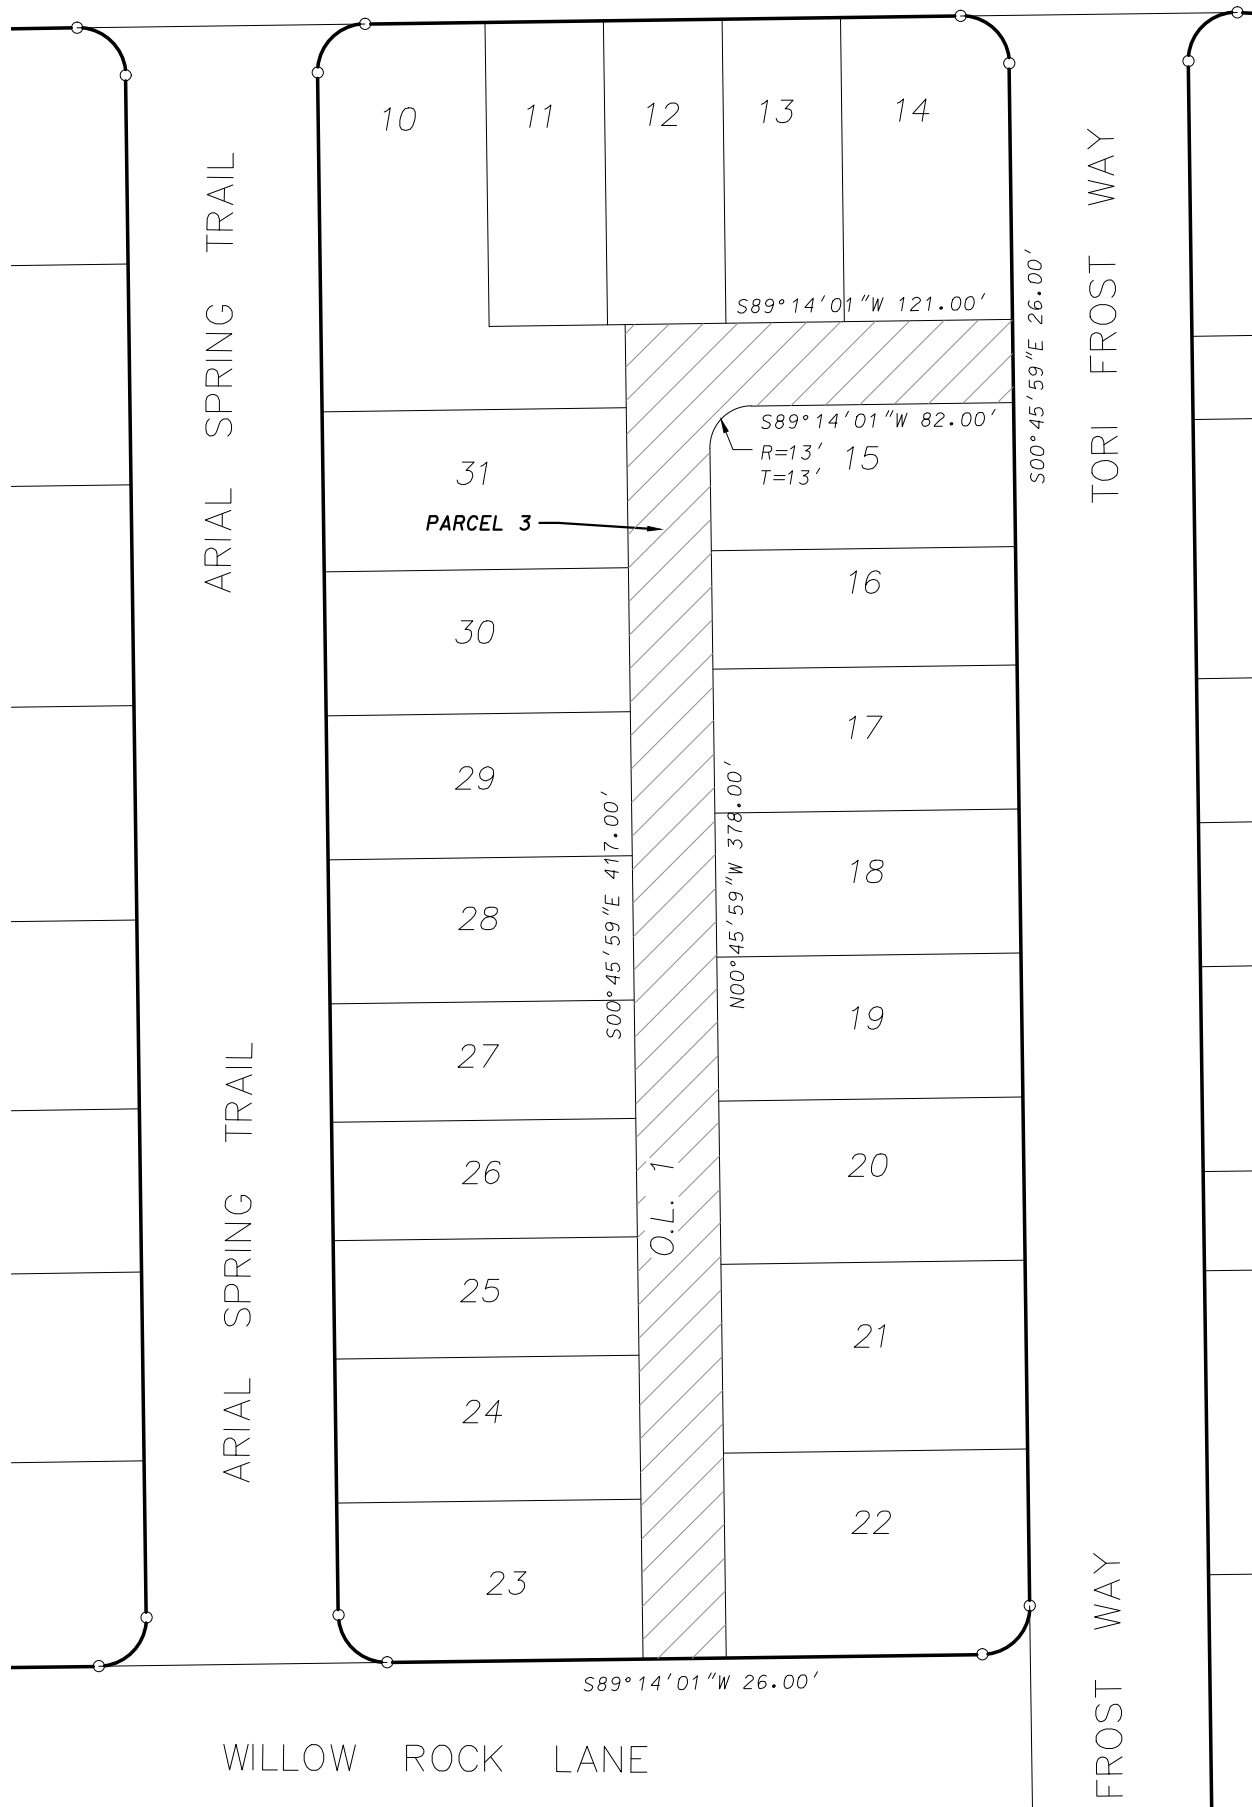 10
11
12
13
14
ARIAL SPRING TRAIL
TORI FROST WAY
S89°14'01"W 121.00'
S00°45'59"E 26.00'
S89°14'01"W 82.00'
R=13'
T=13'
15
31
PARCEL 3
16
30
17
29
S00°45'59"E 417.00'
N00°45'59"W 378.00'
18
28
19
27
ARIAL SPRING TRAIL
20
26
O.L. 1
25
21
24
22
23
FROST WAY
S89°14'01"W 26.00'
WILLOW ROCK LANE